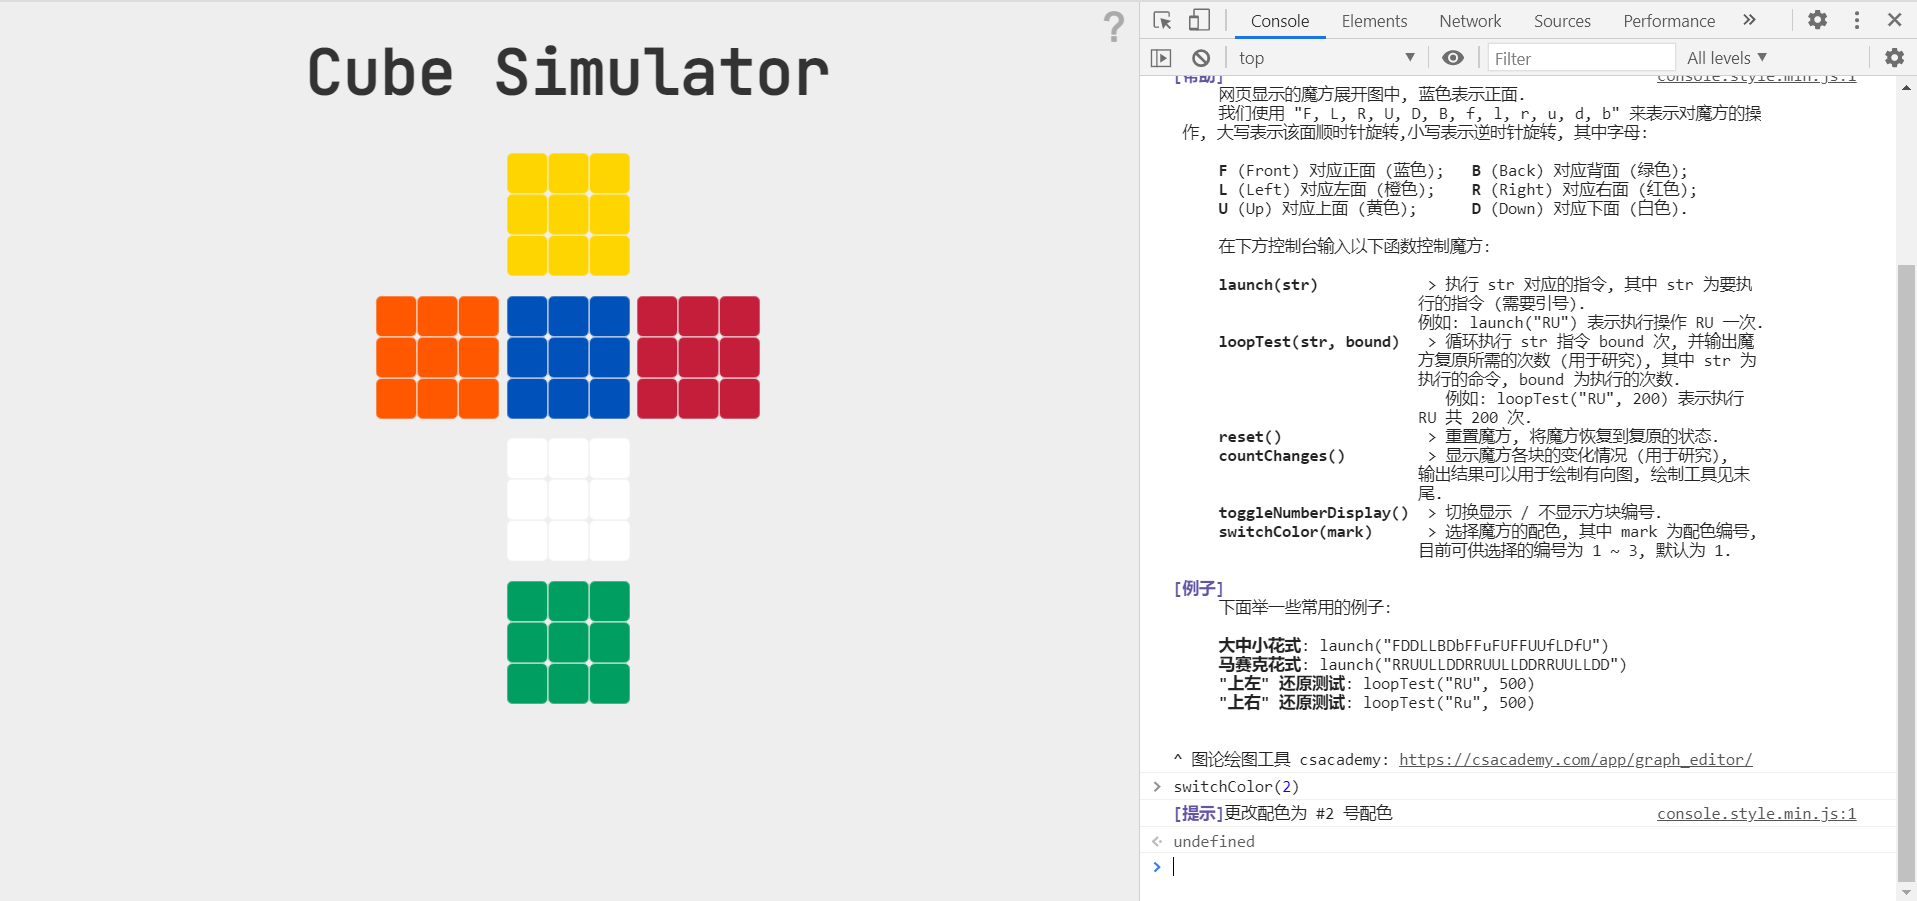 ?
Cube Simulator
Console Elements Network Sources Performance »
top Filter All levels
[帮助] console.style.min.js:1
网页显示的魔方展开图中, 蓝色表示正面.
我们使用 "F, L, R, U, D, B, f, l, r, u, d, b" 来表示对魔方的操
作, 大写表示该面顺时针旋转,小写表示逆时针旋转, 其中字母:
F (Front) 对应正面 (蓝色); B (Back) 对应背面 (绿色);
L (Left) 对应左面 (橙色); R (Right) 对应右面 (红色);
U (Up) 对应上面 (黄色); D (Down) 对应下面 (白色).
在下方控制台输入以下函数控制魔方:
launch(str) > 执行 str 对应的指令, 其中 str 为要执
行的指令 (需要引号).
例如: launch("RU") 表示执行操作 RU 一次.
loopTest(str, bound) > 循环执行 str 指令 bound 次, 并输出魔
方复原所需的次数 (用于研究), 其中 str 为
执行的命令, bound 为执行的次数.
例如: loopTest("RU", 200) 表示执行
RU 共 200 次.
reset() > 重置魔方, 将魔方恢复到复原的状态.
countChanges() > 显示魔方各块的变化情况 (用于研究),
输出结果可以用于绘制有向图, 绘制工具见末
尾.
toggleNumberDisplay() > 切换显示 / 不显示方块编号.
switchColor(mark) > 选择魔方的配色, 其中 mark 为配色编号,
目前可供选择的编号为 1 ~ 3, 默认为 1.
[例子]
下面举一些常用的例子:
大中小花式: launch("FDDLLBDbFFuFUFFUUfLDfU")
马赛克花式: launch("RRUULLDDRRUULLDDRRUULLDD")
"上左" 还原测试: loopTest("RU", 500)
"上右" 还原测试: loopTest("Ru", 500)
^ 图论绘图工具 csacademy: https://csacademy.com/app/graph_editor/
> switchColor(2)
[提示]更改配色为 #2 号配色 console.style.min.js:1
undefined
>